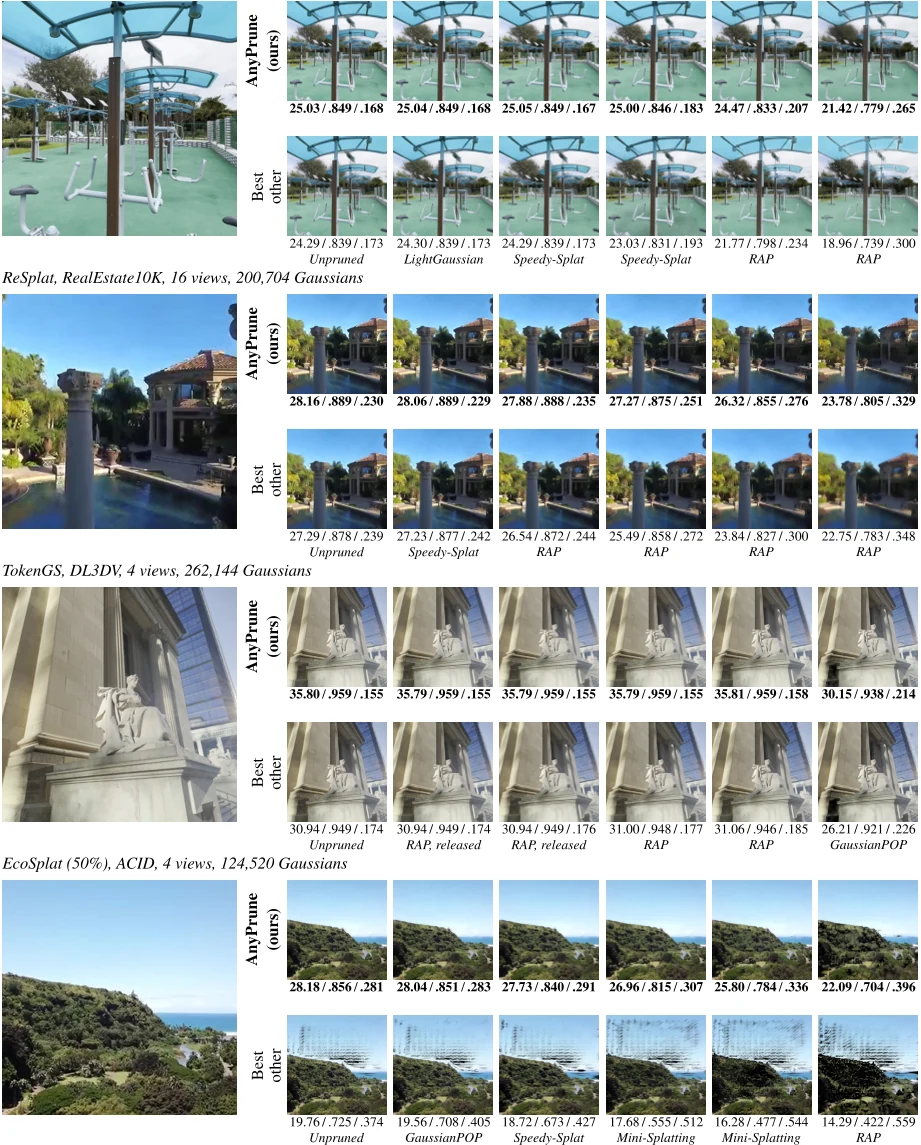 AnyPrune
(ours)
25.03 / .849 / .168 25.04 / .849 / .168 25.05 / .849 / .167 25.00 / .846 / .183 24.47 / .833 / .207 21.42 / .779 / .265
Best
other
24.29 / .839 / .173 24.30 / .839 / .173 24.29 / .839 / .173 23.03 / .831 / .193 21.77 / .798 / .234 18.96 / .739 / .300
Unpruned LightGaussian Speedy-Splat Speedy-Splat RAP RAP
ReSplat, RealEstate10K, 16 views, 200,704 Gaussians
AnyPrune
(ours)
28.16 / .889 / .230 28.06 / .889 / .229 27.88 / .888 / .235 27.27 / .875 / .251 26.32 / .855 / .276 23.78 / .805 / .329
Best
other
27.29 / .878 / .239 27.23 / .877 / .242 26.54 / .872 / .244 25.49 / .858 / .272 23.84 / .827 / .300 22.75 / .783 / .348
Unpruned Speedy-Splat RAP RAP RAP RAP
TokenGS, DL3DV, 4 views, 262,144 Gaussians
AnyPrune
(ours)
35.80 / .959 / .155 35.79 / .959 / .155 35.79 / .959 / .155 35.79 / .959 / .155 35.81 / .959 / .158 30.15 / .938 / .214
Best
other
30.94 / .949 / .174 30.94 / .949 / .174 30.94 / .949 / .176 31.00 / .948 / .177 31.06 / .946 / .185 26.21 / .921 / .226
Unpruned RAP, released RAP, released RAP RAP GaussianPOP
EcoSplat (50%), ACID, 4 views, 124,520 Gaussians
AnyPrune
(ours)
28.18 / .856 / .281 28.04 / .851 / .283 27.73 / .840 / .291 26.96 / .815 / .307 25.80 / .784 / .336 22.09 / .704 / .396
Best
other
19.76 / .725 / .374 19.56 / .708 / .405 18.72 / .673 / .427 17.68 / .555 / .512 16.28 / .477 / .544 14.29 / .422 / .559
Unpruned GaussianPOP Speedy-Splat Mini-Splatting Mini-Splatting RAP